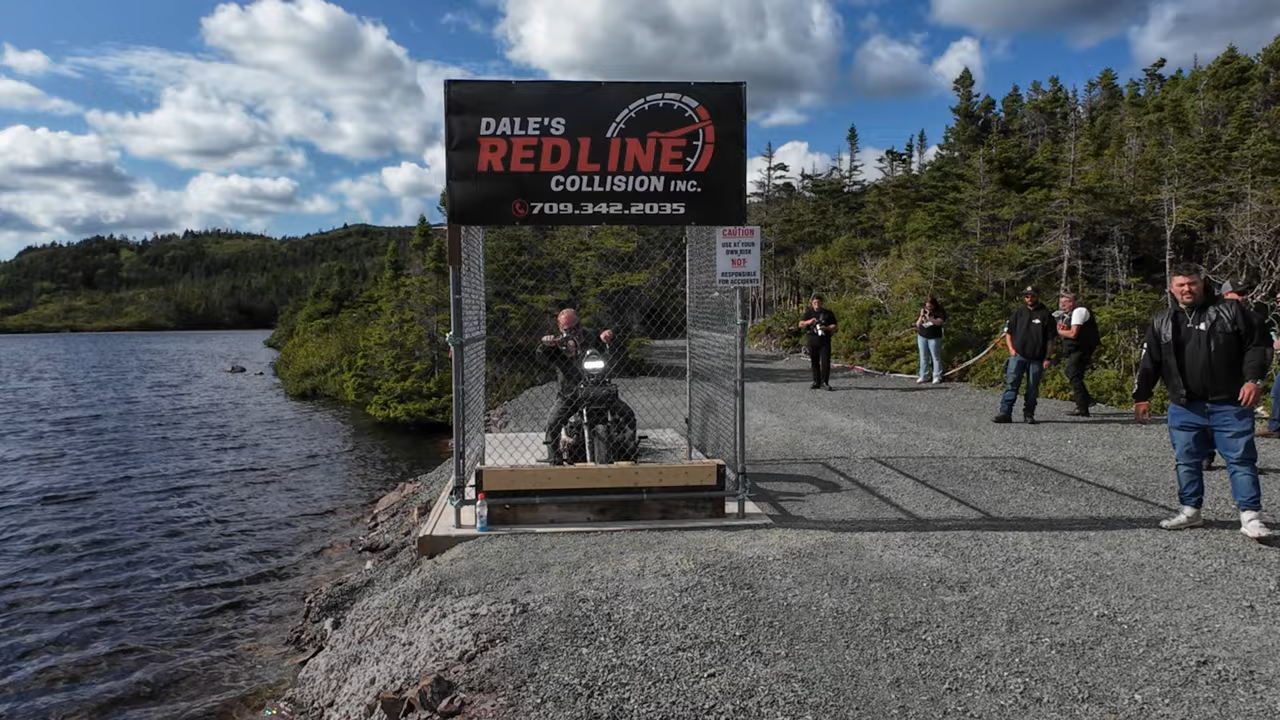 DALE'S
REDLINE
COLLISION INC.
709.342.2035
CAUTION
USE AT YOUR
OWN RISK
NOT
RESPONSIBLE
FOR ACCIDENTS